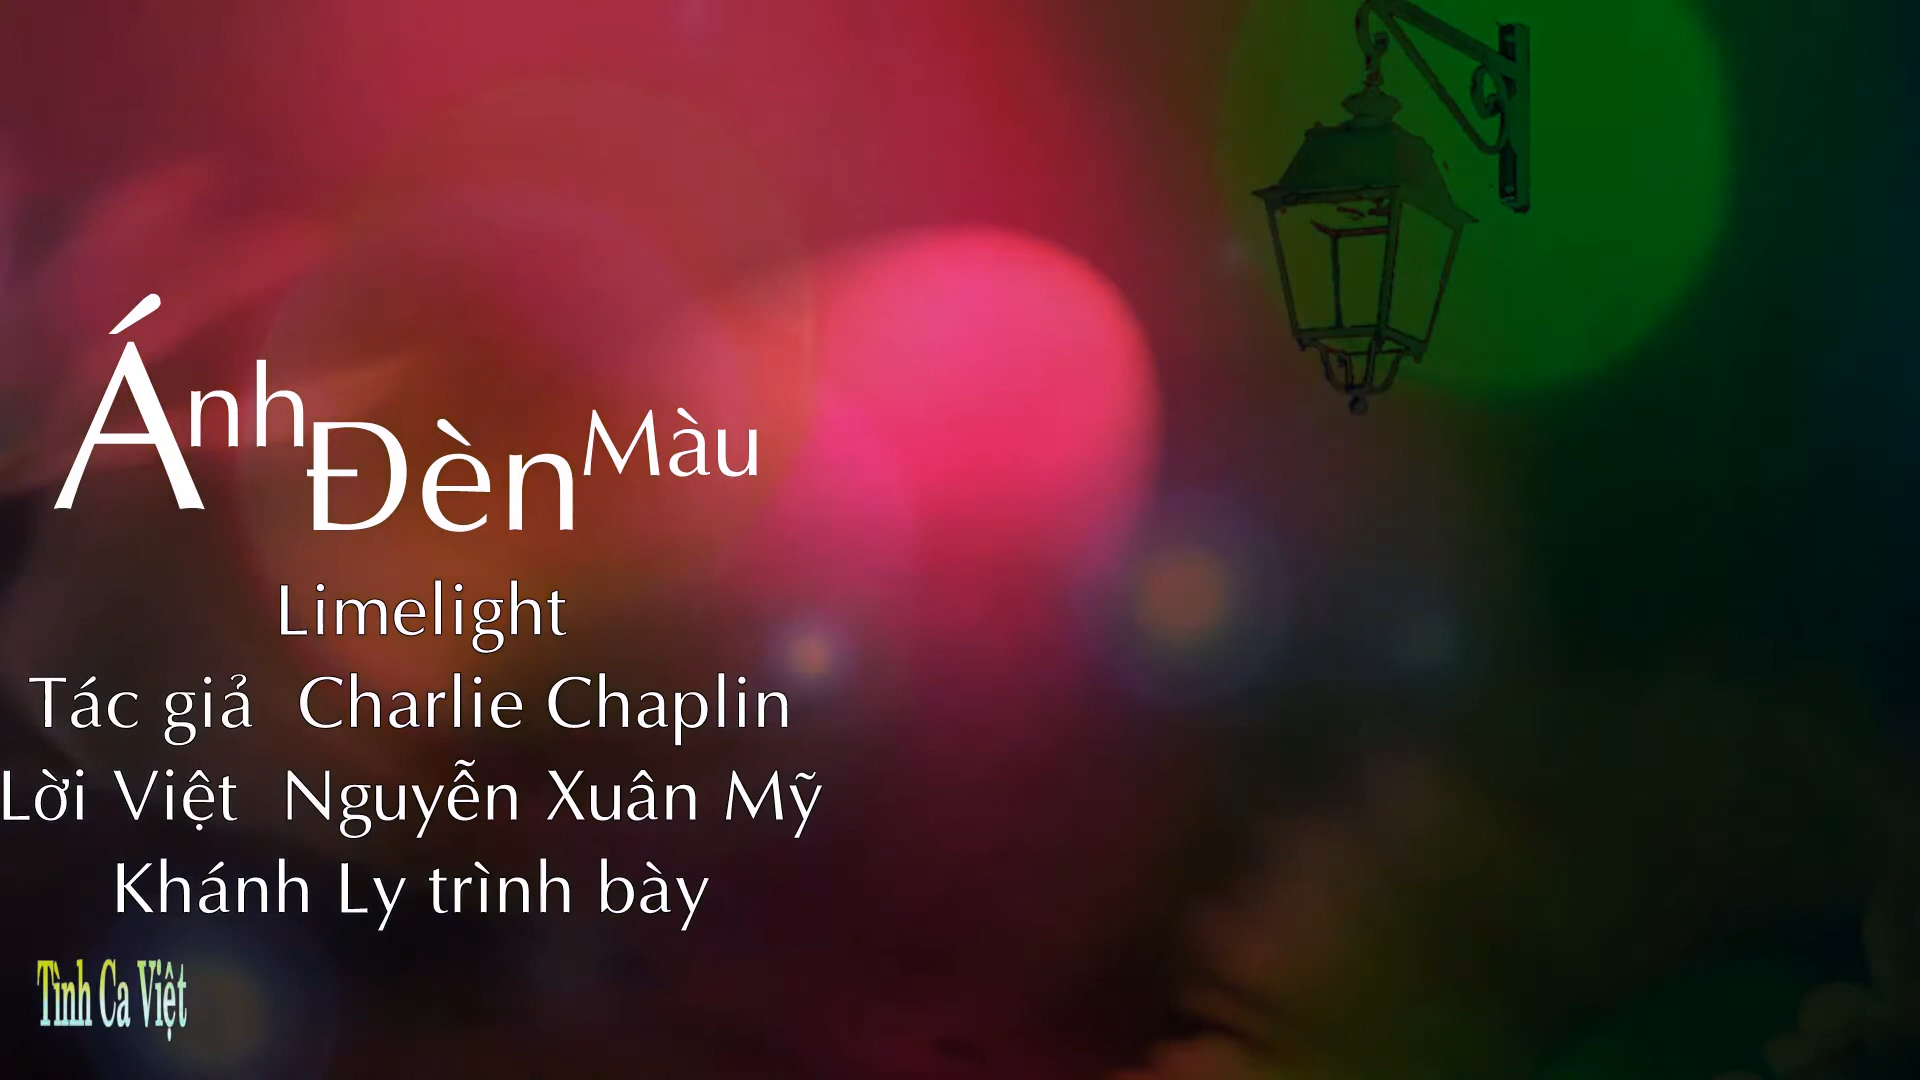 Ánh Đèn Màu
Limelight
Tác giả Charlie Chaplin
Lời Việt Nguyễn Xuân Mỹ
Khánh Ly trình bày
Tình Ca Việt